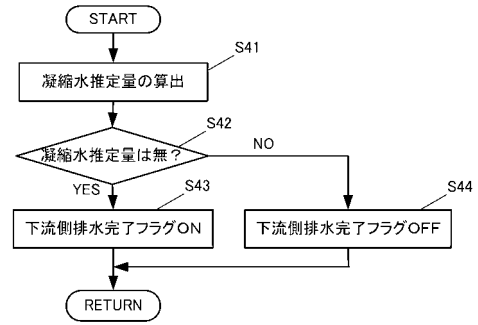 START
S41
凝縮水推定量の算出
S42
凝縮水推定量は無？
NO
YES
S43
S44
下流側排水完了フラグON
下流側排水完了フラグOFF
RETURN